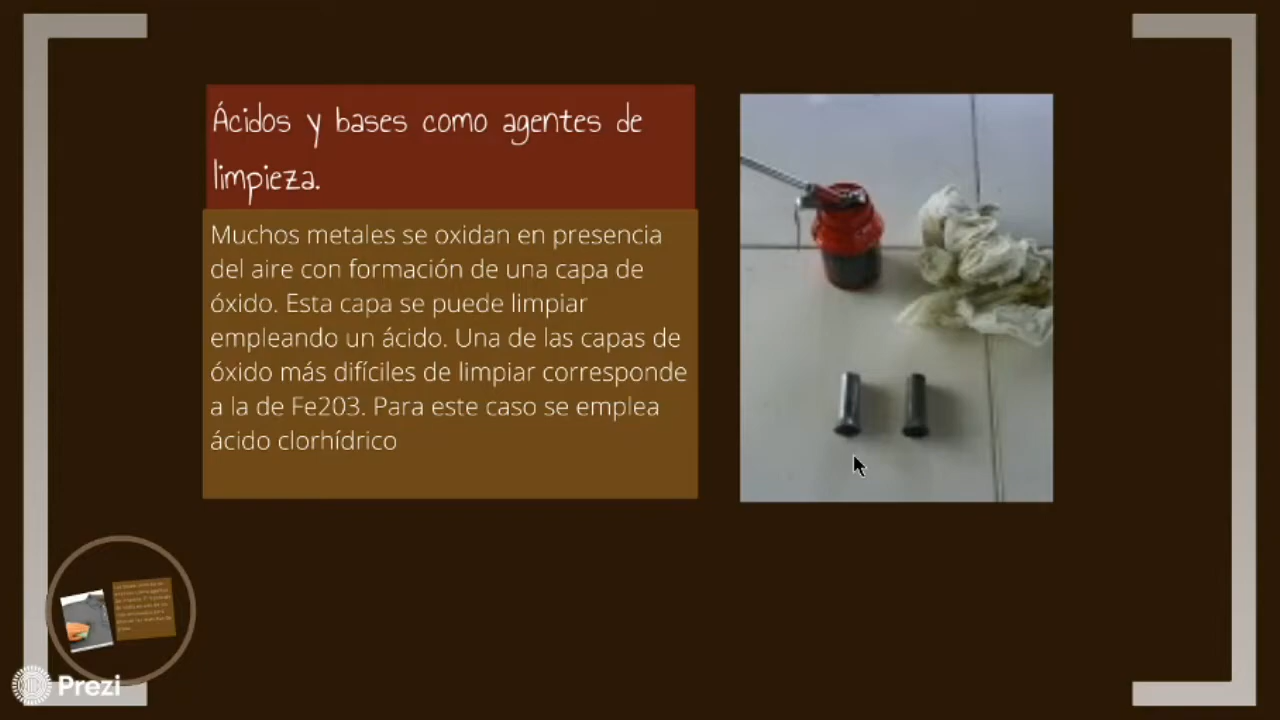 Ácidos y bases como agentes de
limpieza.
Muchos metales se oxidan en presencia
del aire con formación de una capa de
óxido. Esta capa se puede limpiar
empleando un ácido. Una de las capas de
óxido más difíciles de limpiar corresponde
a la de Fe203. Para este caso se emplea
ácido clorhídrico
Prezi